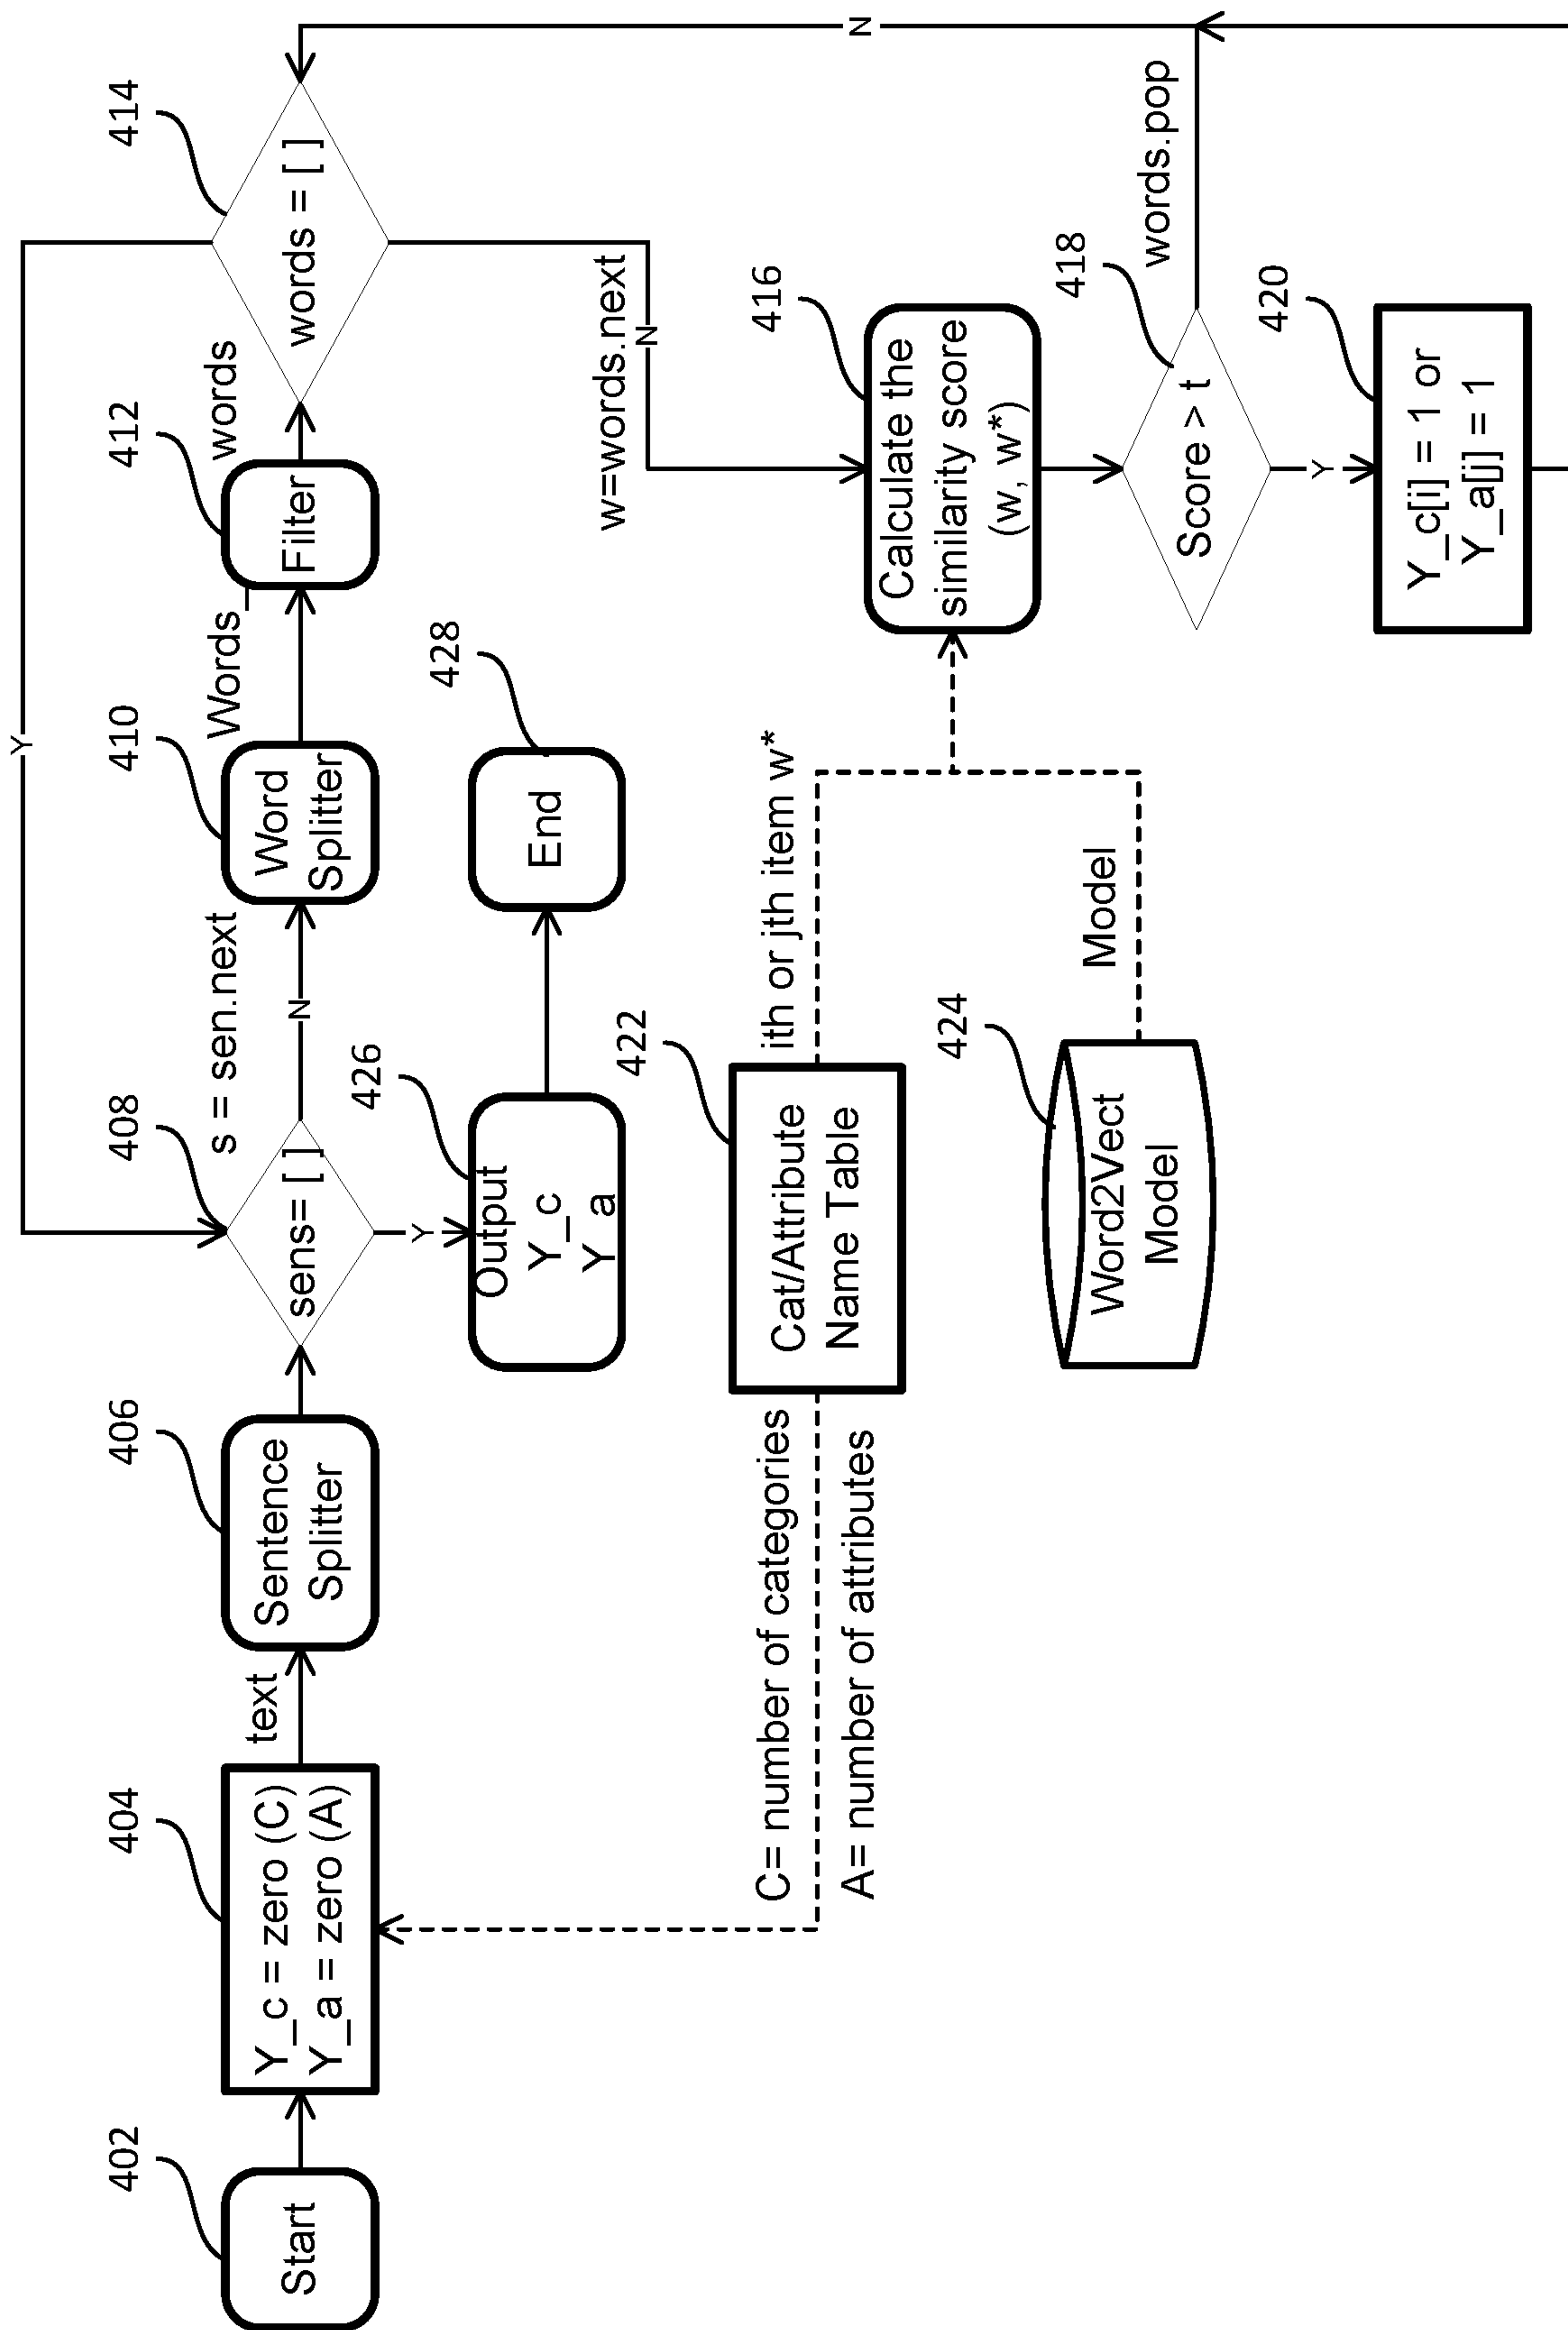 402
Start
404
Y_c = zero (C)
Y_a = zero (A)
text
406
Sentence
Splitter
408
sens= [ ]
s = sen.next
N
410
Word
Splitter
Words_
412
Filter
words
414
words = [ ]
Y
Y
426
Output
Y_c
Y_a
428
End
w=words.next
N
416
Calculate the
similarity score
(w, w*)
418
Score > t
words.pop
N
Y
420
Y_c[i] = 1 or
Y_a[j] = 1
C= number of categories
A= number of attributes
422
Cat/Attribute
Name Table
ith or jth item w*
424
Word2Vect
Model
Model